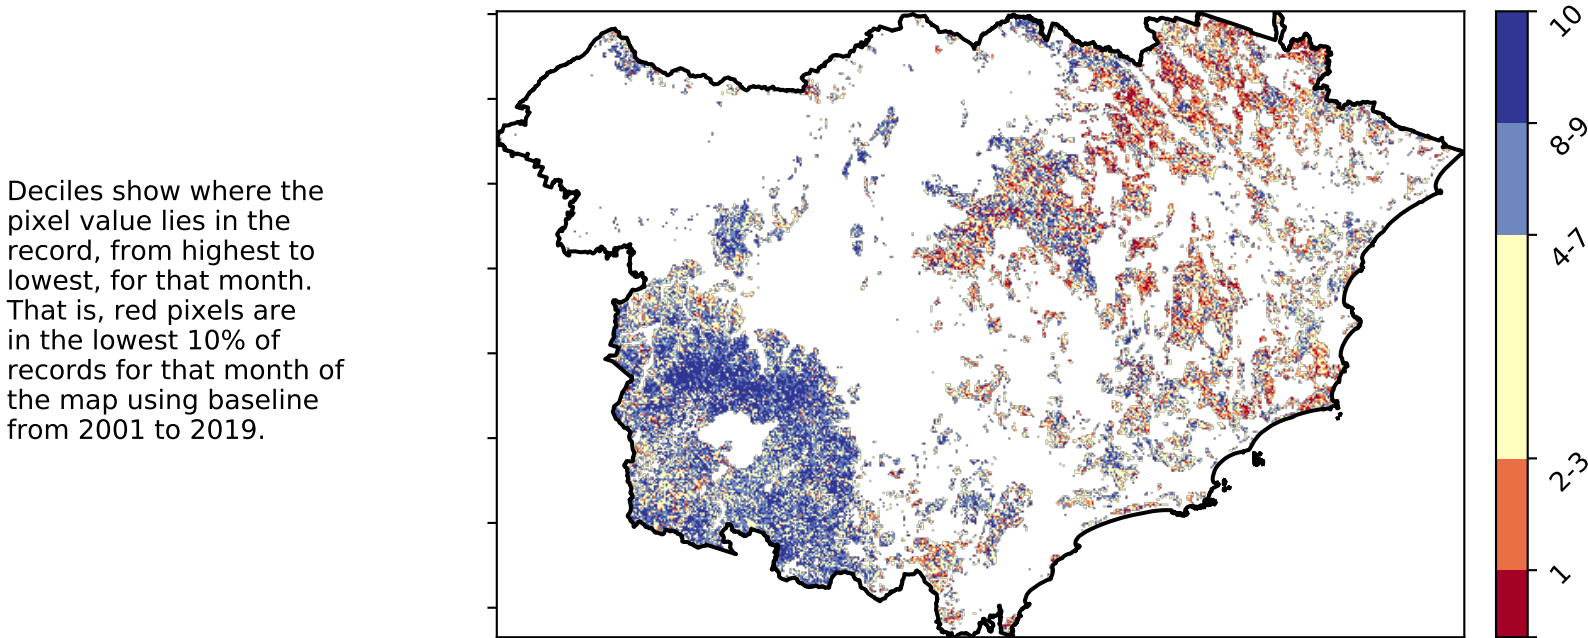 Deciles show where the
pixel value lies in the
record, from highest to
lowest, for that month.
That is, red pixels are
in the lowest 10% of
records for that month of
the map using baseline
from 2001 to 2019.
10
8-9
4-7
2-3
1